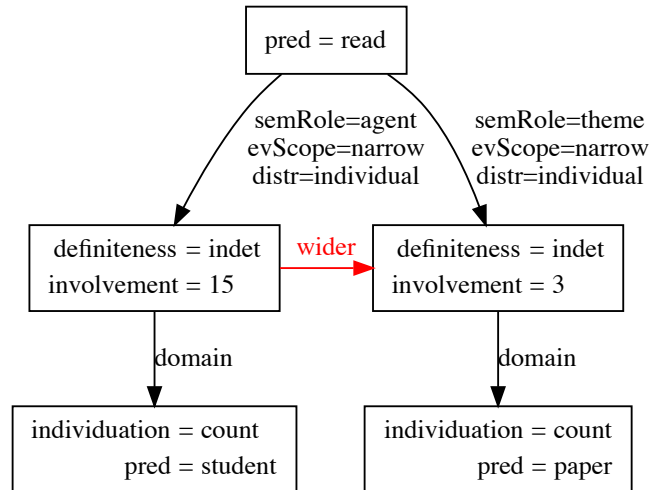 pred = read
semRole=agent
evScope=narrow
distr=individual
semRole=theme
evScope=narrow
distr=individual
definiteness = indet
involvement = 15
wider
definiteness = indet
involvement = 3
domain
domain
individuation = count
pred = student
individuation = count
pred = paper